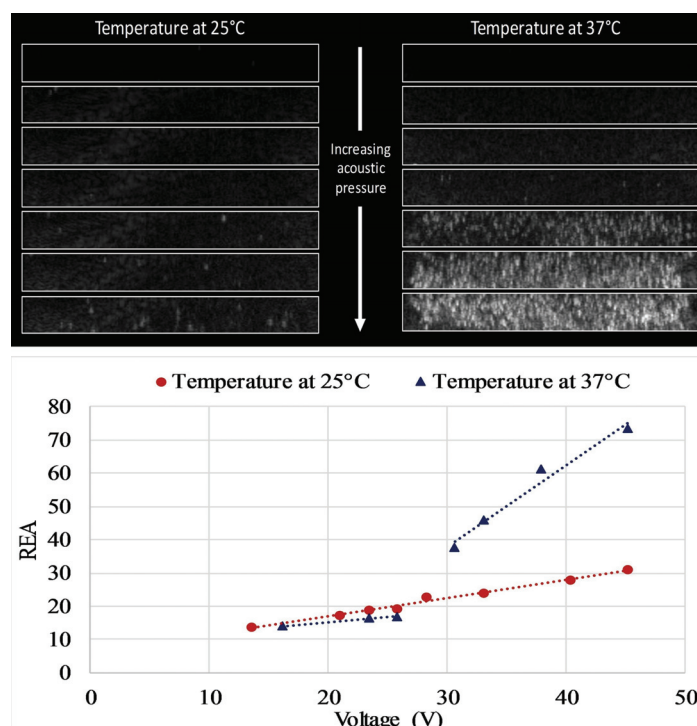 Temperature at 25°C
Temperature at 37°C
Increasing
acoustic
pressure
Temperature at 25°C
Temperature at 37°C
80
70
60
50
40
30
20
10
0
REA
0 10 20 30 40 50
Voltage (V)